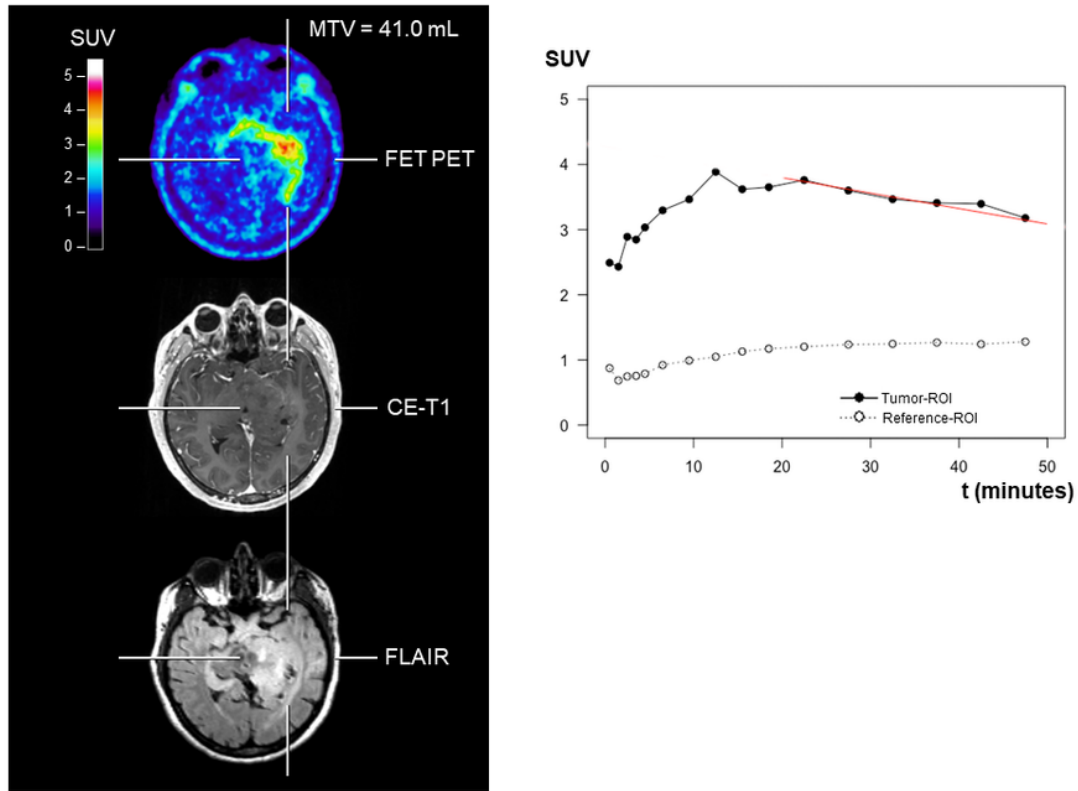 MTV = 41.0 mL
SUV
5
4
3
2
1
0
FET PET
CE-T1
FLAIR
SUV
5
4
3
2
1
0
Tumor-ROI
Reference-ROI
0 10 20 30 40 50
t (minutes)